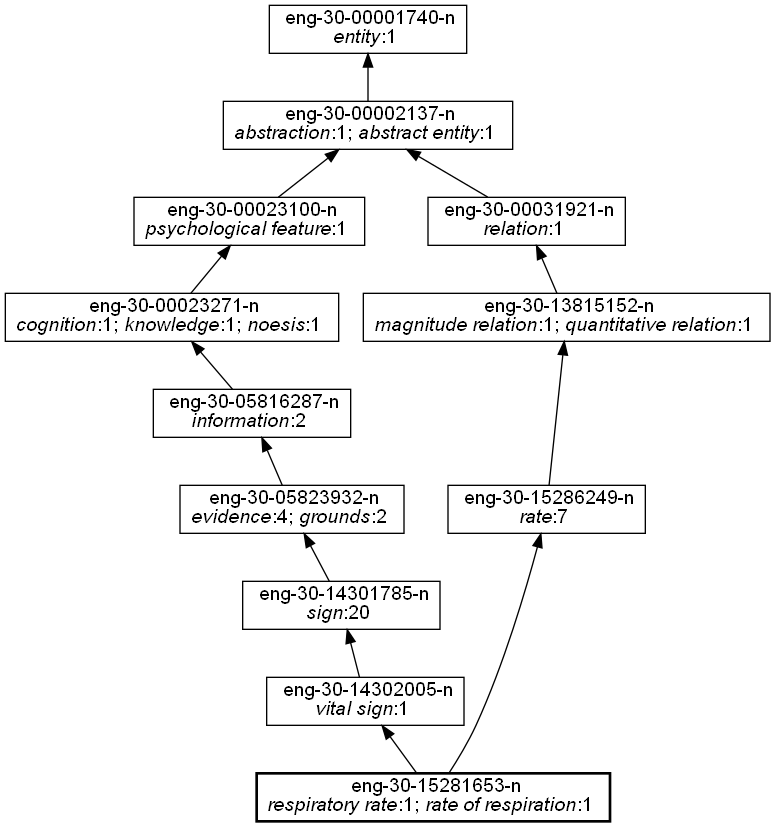 eng-30-00001740-n
entity:1
eng-30-00002137-n
abstraction:1; abstract entity:1
eng-30-00023100-n
psychological feature:1
eng-30-00031921-n
relation:1
eng-30-00023271-n
cognition:1; knowledge:1; noesis:1
eng-30-13815152-n
magnitude relation:1; quantitative relation:1
eng-30-05816287-n
information:2
eng-30-05823932-n
evidence:4; grounds:2
eng-30-15286249-n
rate:7
eng-30-14301785-n
sign:20
eng-30-14302005-n
vital sign:1
eng-30-15281653-n
respiratory rate:1; rate of respiration:1